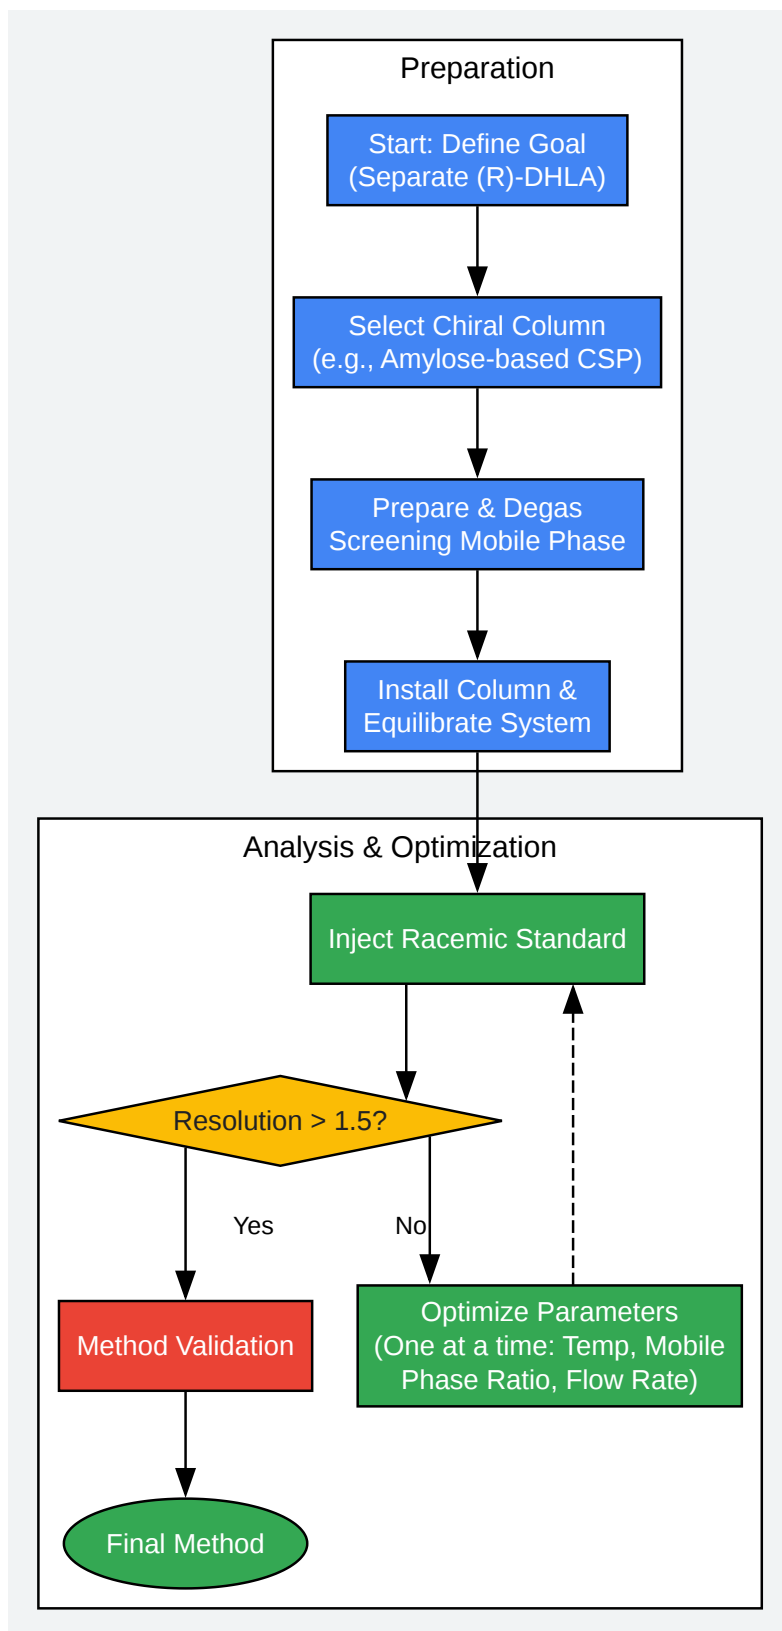 Preparation
Start: Define Goal
(Separate (R)-DHLA)
Select Chiral Column
(e.g., Amylose-based CSP)
Prepare & Degas
Screening Mobile Phase
Install Column &
Equilibrate System
Analysis & Optimization
Inject Racemic Standard
Resolution > 1.5?
Yes
No
Method Validation
Optimize Parameters
(One at a time: Temp, Mobile
Phase Ratio, Flow Rate)
Final Method